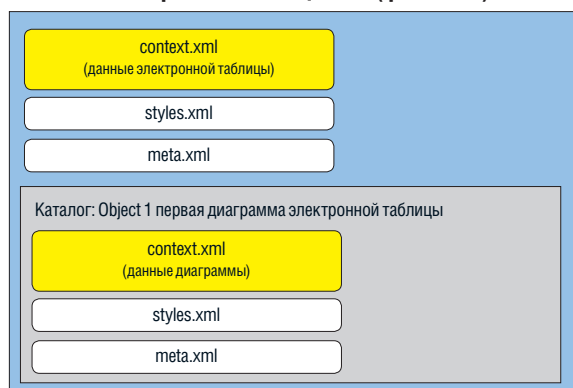 context.xml
(данные электронной таблицы)
styles.xml
meta.xml
Каталог: Object 1 первая диаграмма электронной таблицы
context.xml
(данные диаграммы)
styles.xml
meta.xml